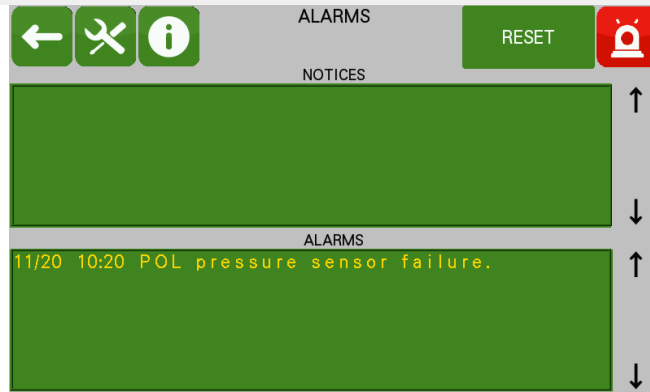 ALARMS
RESET
NOTICES
ALARMS
11/20 10:20 POL pressure sensor failure.